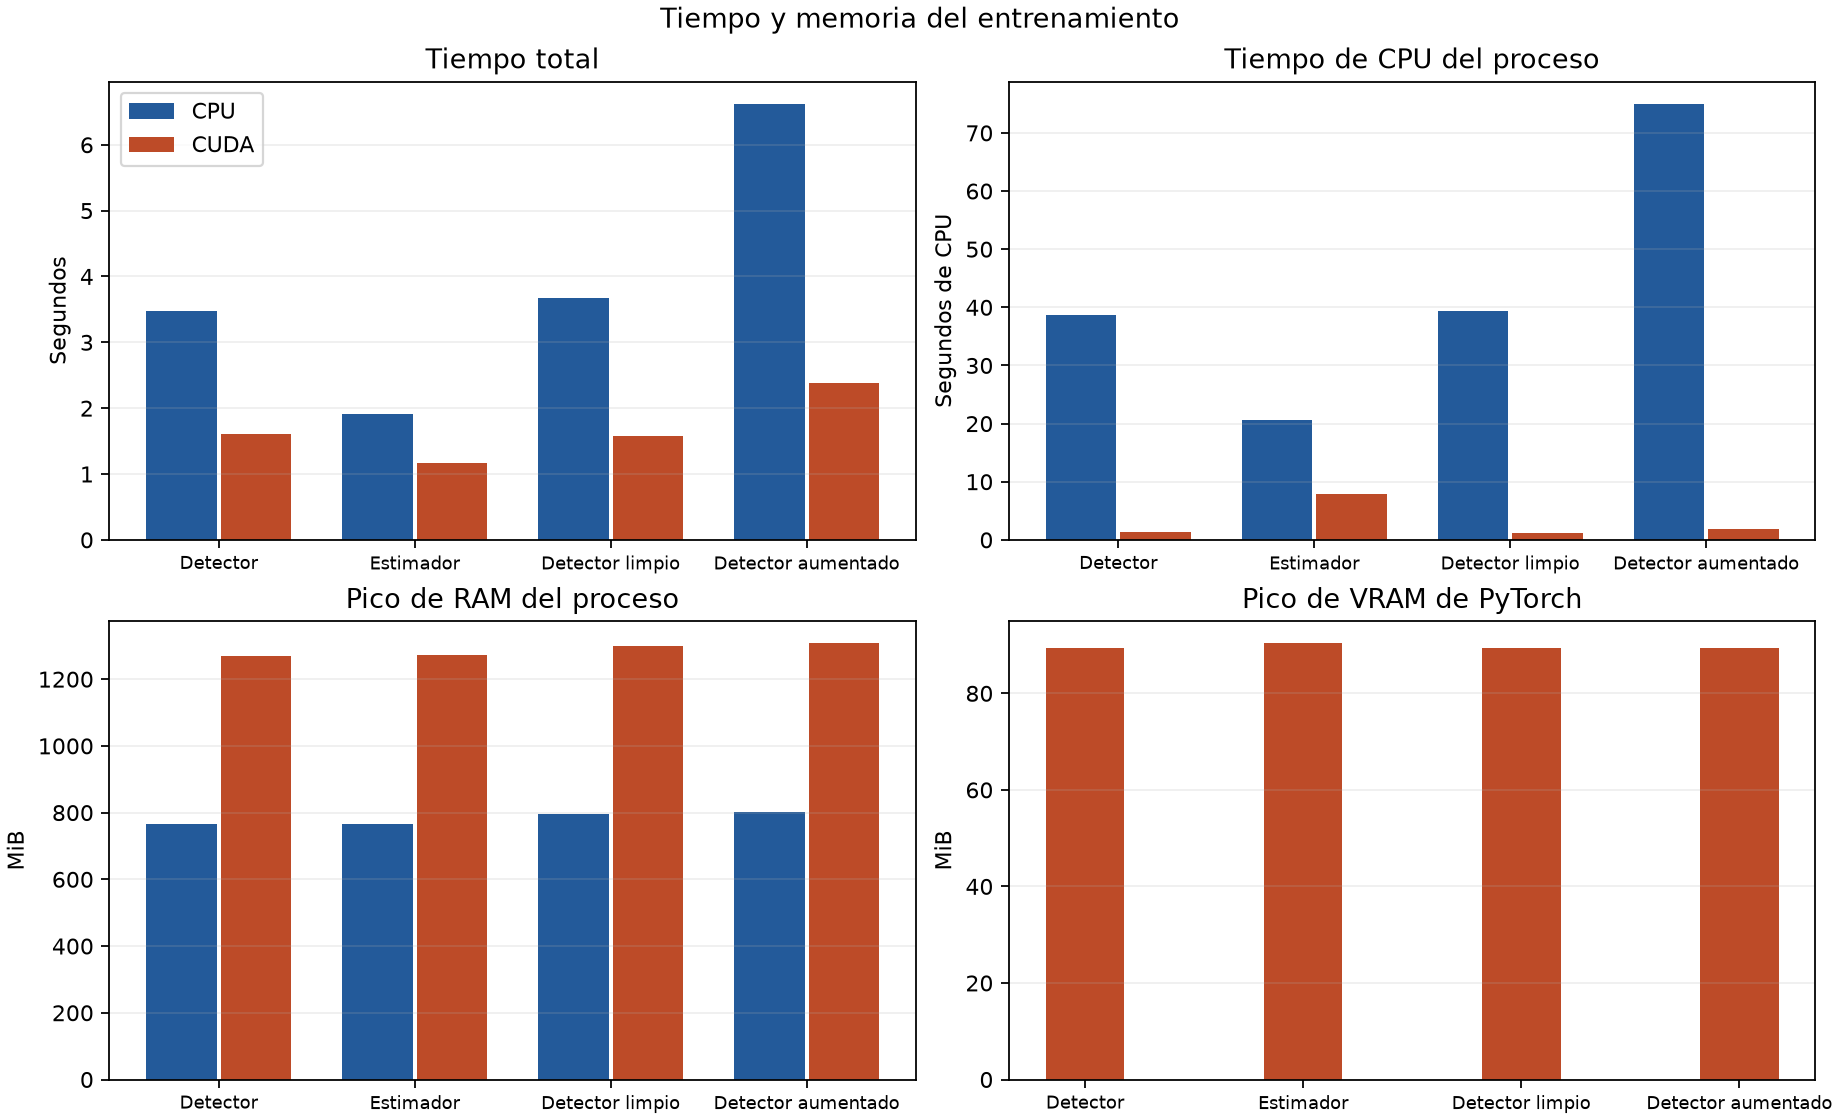 Tiempo y memoria del entrenamiento
Tiempo total
Segundos
6
5
4
3
2
1
0
CPU
CUDA
Detector
Estimador
Detector limpio
Detector aumentado
Tiempo de CPU del proceso
Segundos de CPU
70
60
50
40
30
20
10
0
Detector
Estimador
Detector limpio
Detector aumentado
Pico de RAM del proceso
MiB
1200
1000
800
600
400
200
0
Detector
Estimador
Detector limpio
Detector aumentado
Pico de VRAM de PyTorch
MiB
80
60
40
20
0
Detector
Estimador
Detector limpio
Detector aumentado